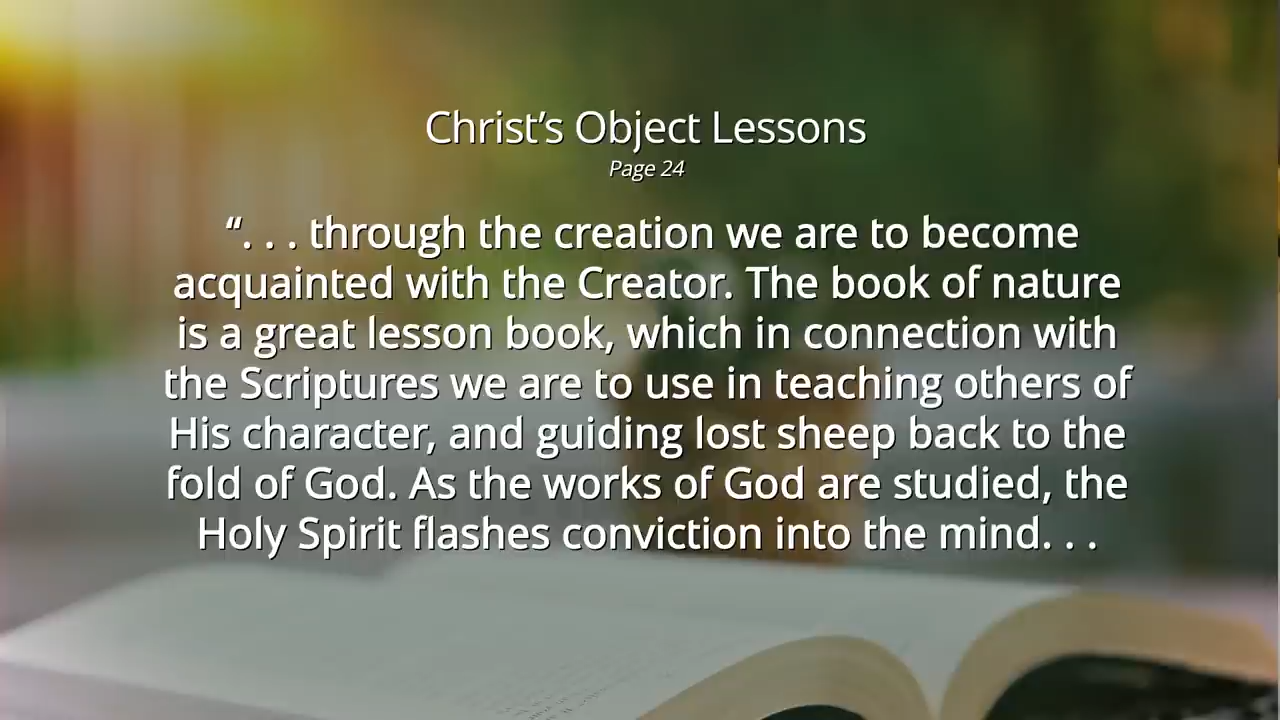 Christ’s Object Lessons
Page 24
“. . . through the creation we are to become
acquainted with the Creator. The book of nature
is a great lesson book, which in connection with
the Scriptures we are to use in teaching others of
His character, and guiding lost sheep back to the
fold of God. As the works of God are studied, the
Holy Spirit flashes conviction into the mind. . .